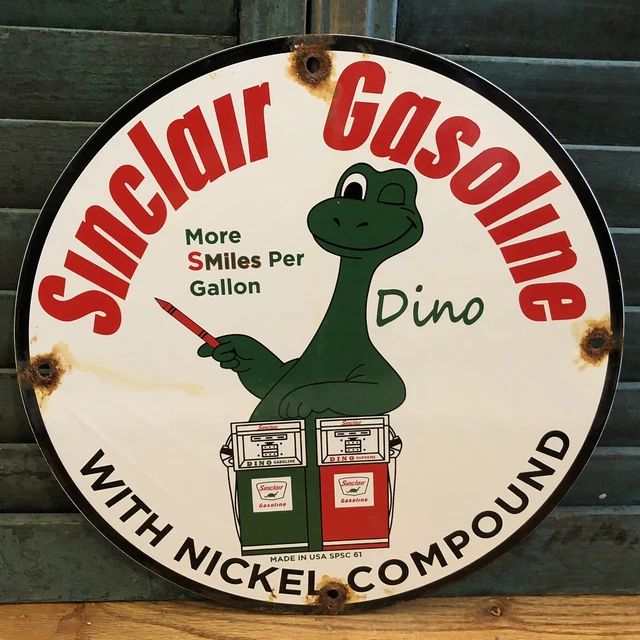 Sinclair Gasoline
More
SMiles Per
Gallon
Dino
Sinclair
DINO GASOLINE
Sinclair
Gasoline
Sinclair
DINO SUPREME
Sinclair
Gasoline
MADE IN USA SPSC 61
WITH NICKEL COMPOUND